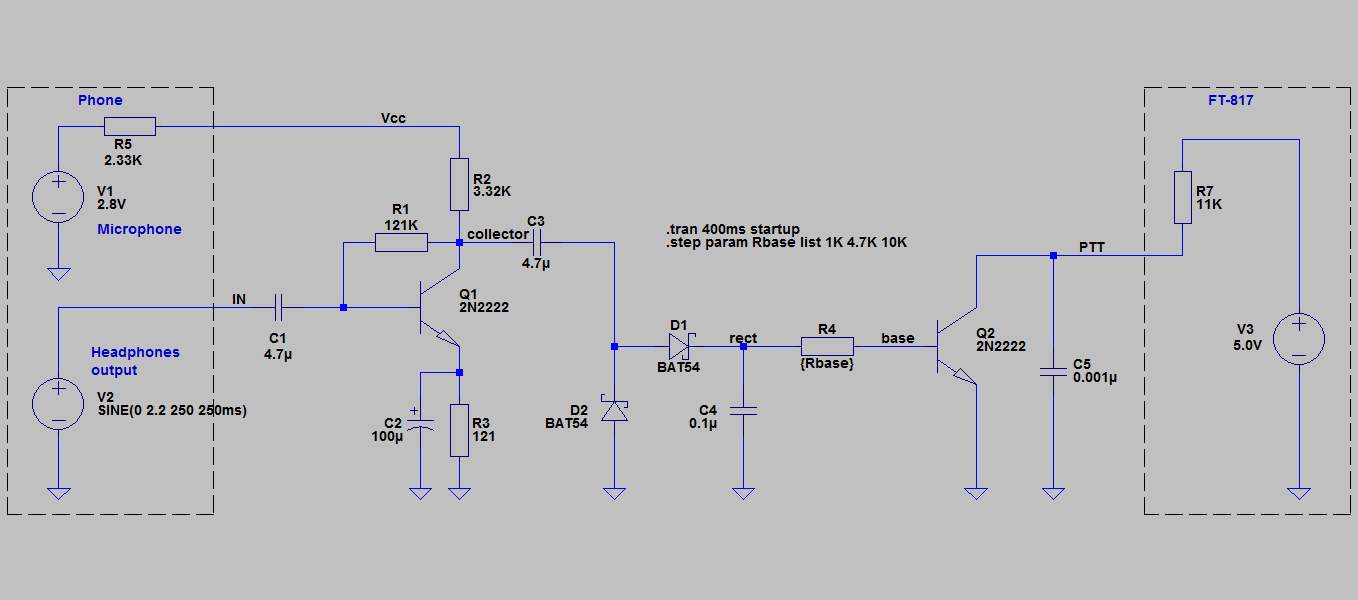 Phone
FT-817
Vcc
R5
2.33K
V1
2.8V
Microphone
R2
3.32K
R1
121K
collector
C3
4.7µ
.tran 400ms startup
.step param Rbase list 1K 4.7K 10K
R7
11K
PTT
IN
C1
4.7µ
Q1
2N2222
D1
BAT54
rect
R4
{Rbase}
base
Q2
2N2222
V3
5.0V
Headphones
output
V2
SINE(0 2.2 250 250ms)
C2
100µ
R3
121
D2
BAT54
C4
0.1µ
C5
0.001µ